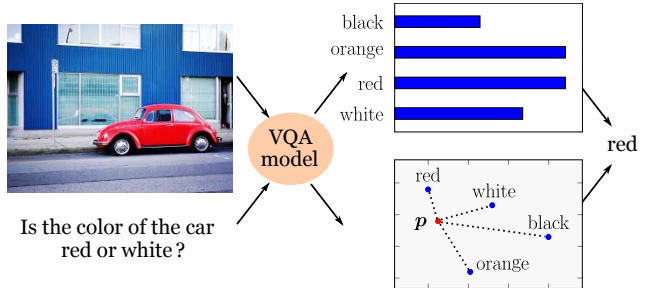 black
orange
red
white
VQA
model
red
Is the color of the car
red or white?
red
white
p
black
orange